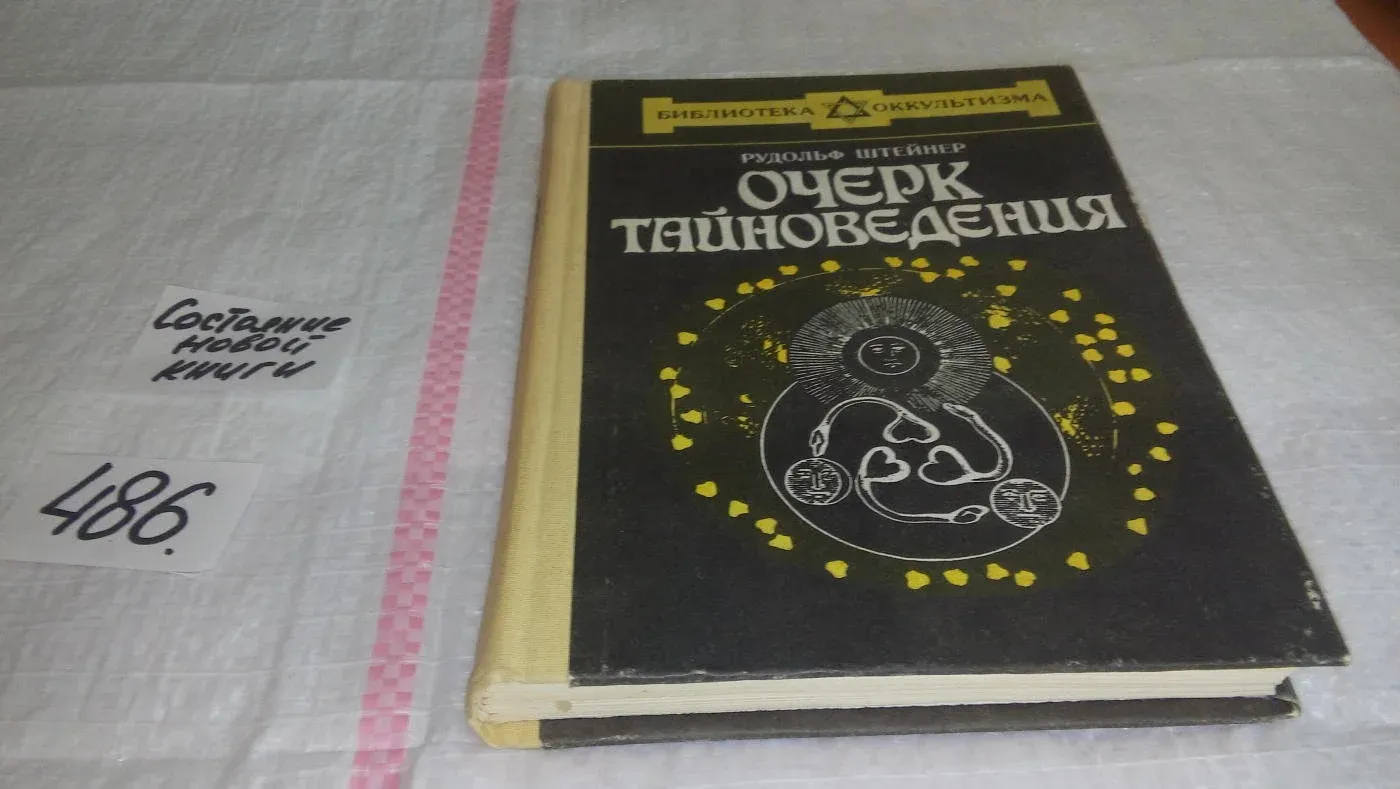 БИБЛИОТЕКА ОККУЛЬТИЗМА
РУДОЛЬФ ШТЕЙНЕР
ОЧЕРК
ТАЙНОВЕДЕНИЯ
Состояние
новой
книги
486.